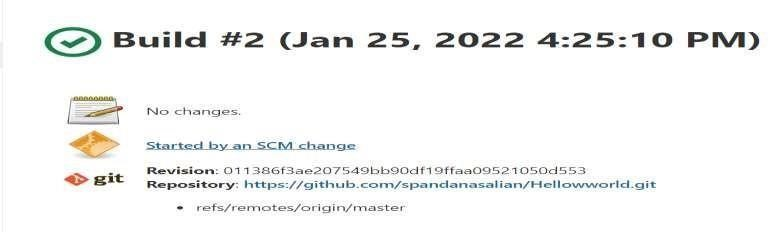 Build #2 (Jan 25, 2022 4:25:10 PM)
No changes.
Started by an SCM change
git
Revision: 011386f3ae207549bb90df19ffaa09521050d553
Repository: https://github.com/spandanasalian/Hellowworld.git
refs/remotes/origin/master